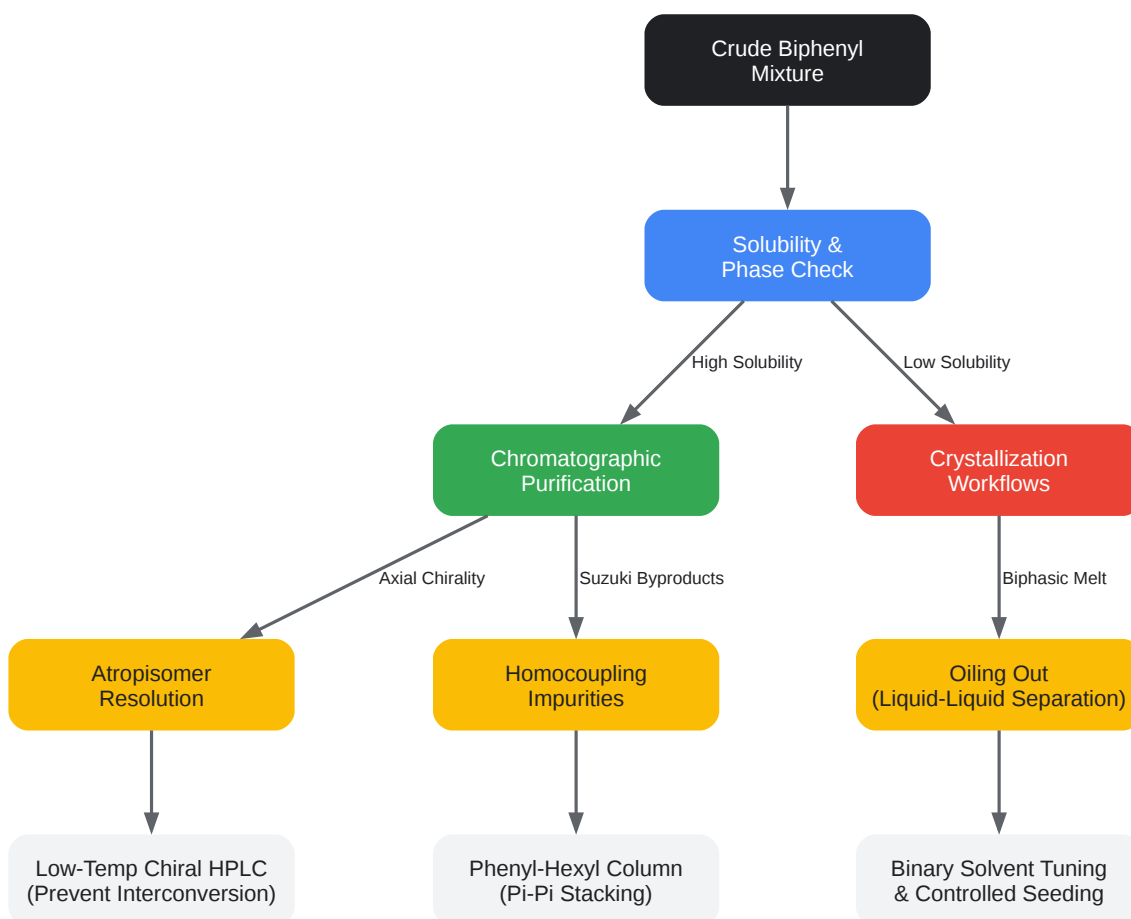 Crude Biphenyl
Mixture
Solubility &
Phase Check
High Solubility
Low Solubility
Chromatographic
Purification
Crystallization
Workflows
Axial Chirality
Suzuki Byproducts
Biphasic Melt
Atropisomer
Resolution
Homocoupling
Impurities
Oiling Out
(Liquid-Liquid Separation)
Low-Temp Chiral HPLC
(Prevent Interconversion)
Phenyl-Hexyl Column
(Pi-Pi Stacking)
Binary Solvent Tuning
& Controlled Seeding